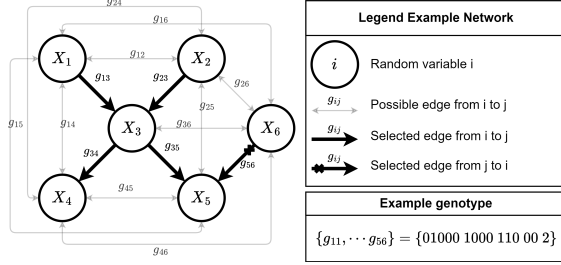 g₂₄
g₁₆
X₁
g₁₂
X₂
g₁₃
g₂₃
g₂₆
g₁₅
g₁₄
g₂₅
X₃
g₃₆
X₆
g₃₄
g₃₅
g₅₆
X₄
g₄₅
X₅
g₄₆
Legend Example Network
i Random variable i
gᵢⱼ Possible edge from i to j
gᵢⱼ Selected edge from i to j
gᵢⱼ Selected edge from j to i
Example genotype
{g₁₁, ⋯ g₅₆} = {01000 1000 110 00 2}